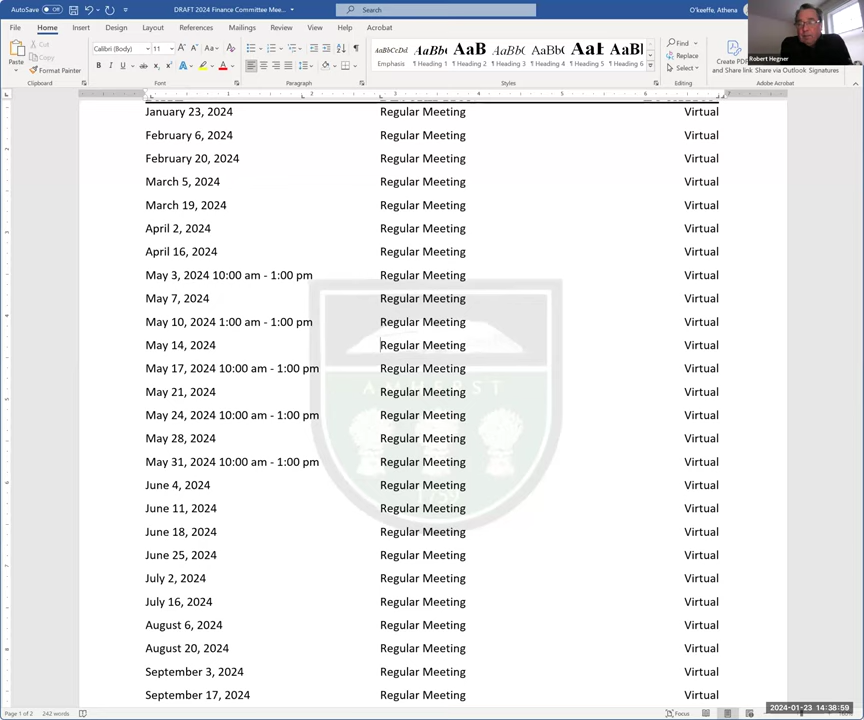 AutoSave Off DRAFT 2024 Finance Committee Mee... Search O'keeffe, Athena
File Home Insert Draw Design Layout References Mailings Review View Help Acrobat
Paste Cut Copy Format Painter Clipboard
Calibri (Body) 11 Font
Paragraph
AaBbCcDd, AaBbC AaB AaBbC AaBbC AaB AaBl
Emphasis ¶ Heading 1 ¶ Heading 2 ¶ Heading 3 ¶ Heading 4 ¶ Heading 5 ¶ Heading 6
Styles
Find Replace Select Editing
Create PDF and Share link Share via Outlook Signatures
Adobe Acrobat
Robert Hegner
January 23, 2024 Regular Meeting Virtual
February 6, 2024 Regular Meeting Virtual
February 20, 2024 Regular Meeting Virtual
March 5, 2024 Regular Meeting Virtual
March 19, 2024 Regular Meeting Virtual
April 2, 2024 Regular Meeting Virtual
April 16, 2024 Regular Meeting Virtual
May 3, 2024 10:00 am - 1:00 pm Regular Meeting Virtual
May 7, 2024 Regular Meeting Virtual
May 10, 2024 1:00 am - 1:00 pm Regular Meeting Virtual
May 14, 2024 Regular Meeting Virtual
May 17, 2024 10:00 am - 1:00 pm Regular Meeting Virtual
May 21, 2024 Regular Meeting Virtual
May 24, 2024 10:00 am - 1:00 pm Regular Meeting Virtual
May 28, 2024 Regular Meeting Virtual
May 31, 2024 10:00 am - 1:00 pm Regular Meeting Virtual
June 4, 2024 Regular Meeting Virtual
June 11, 2024 Regular Meeting Virtual
June 18, 2024 Regular Meeting Virtual
June 25, 2024 Regular Meeting Virtual
July 2, 2024 Regular Meeting Virtual
July 16, 2024 Regular Meeting Virtual
August 6, 2024 Regular Meeting Virtual
August 20, 2024 Regular Meeting Virtual
September 3, 2024 Regular Meeting Virtual
September 17, 2024 Regular Meeting Virtual
AMHERST
1759
Page 1 of 2 242 words Focus
2024-01-23 14:38:59